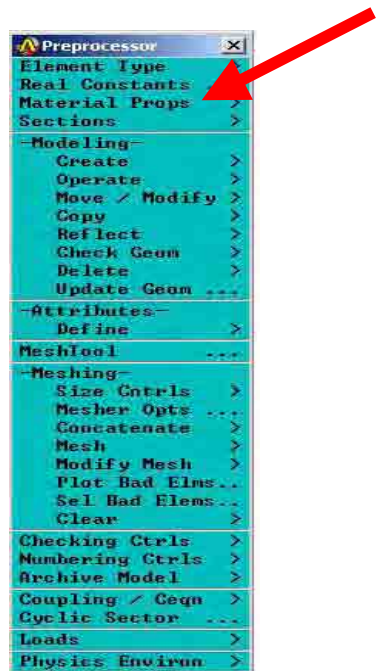 Preprocessor
Element Type
Real Constants ...
Material Props >
Sections >
-Modeling-
Create >
Operate >
Move / Modify >
Copy >
Reflect >
Check Geom >
Delete >
Update Geom ...
-Attributes-
Define >
MeshTool ...
-Meshing-
Size Cntrls >
Mesher Opts ...
Concatenate >
Mesh >
Modify Mesh >
Plot Bad Elms..
Sel Bad Elems..
Clear >
Checking Ctrls >
Numbering Ctrls >
Archive Model >
Coupling / Ceqn >
Cyclic Sector ...
Loads >
Physics Environ >